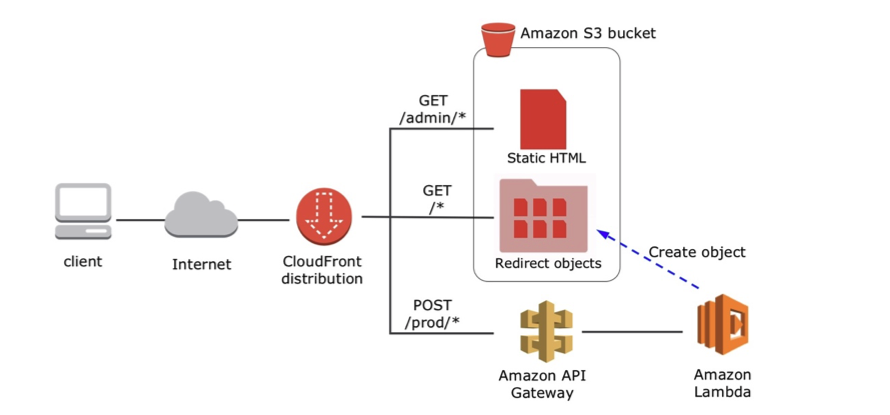 Amazon S3 bucket
GET
/admin/*
Static HTML
GET
/*
client
Internet
CloudFront
distribution
Redirect objects
Create object
POST
/prod/*
Amazon API
Gateway
Amazon
Lambda